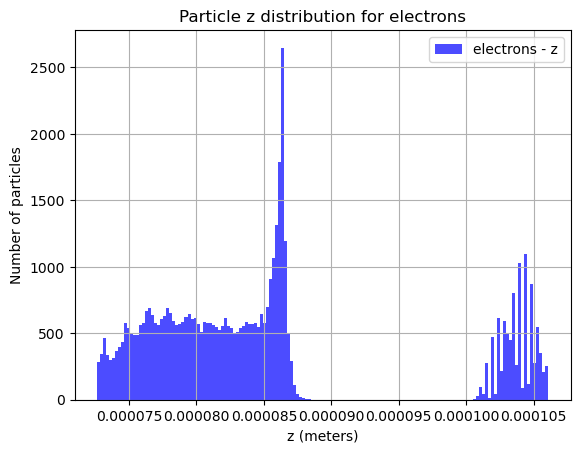 Particle z distribution for electrons
electrons - z
Number of particles
2500
2000
1500
1000
500
0
0.000075 0.000080 0.000085 0.000090 0.000095 0.000100 0.000105
z (meters)